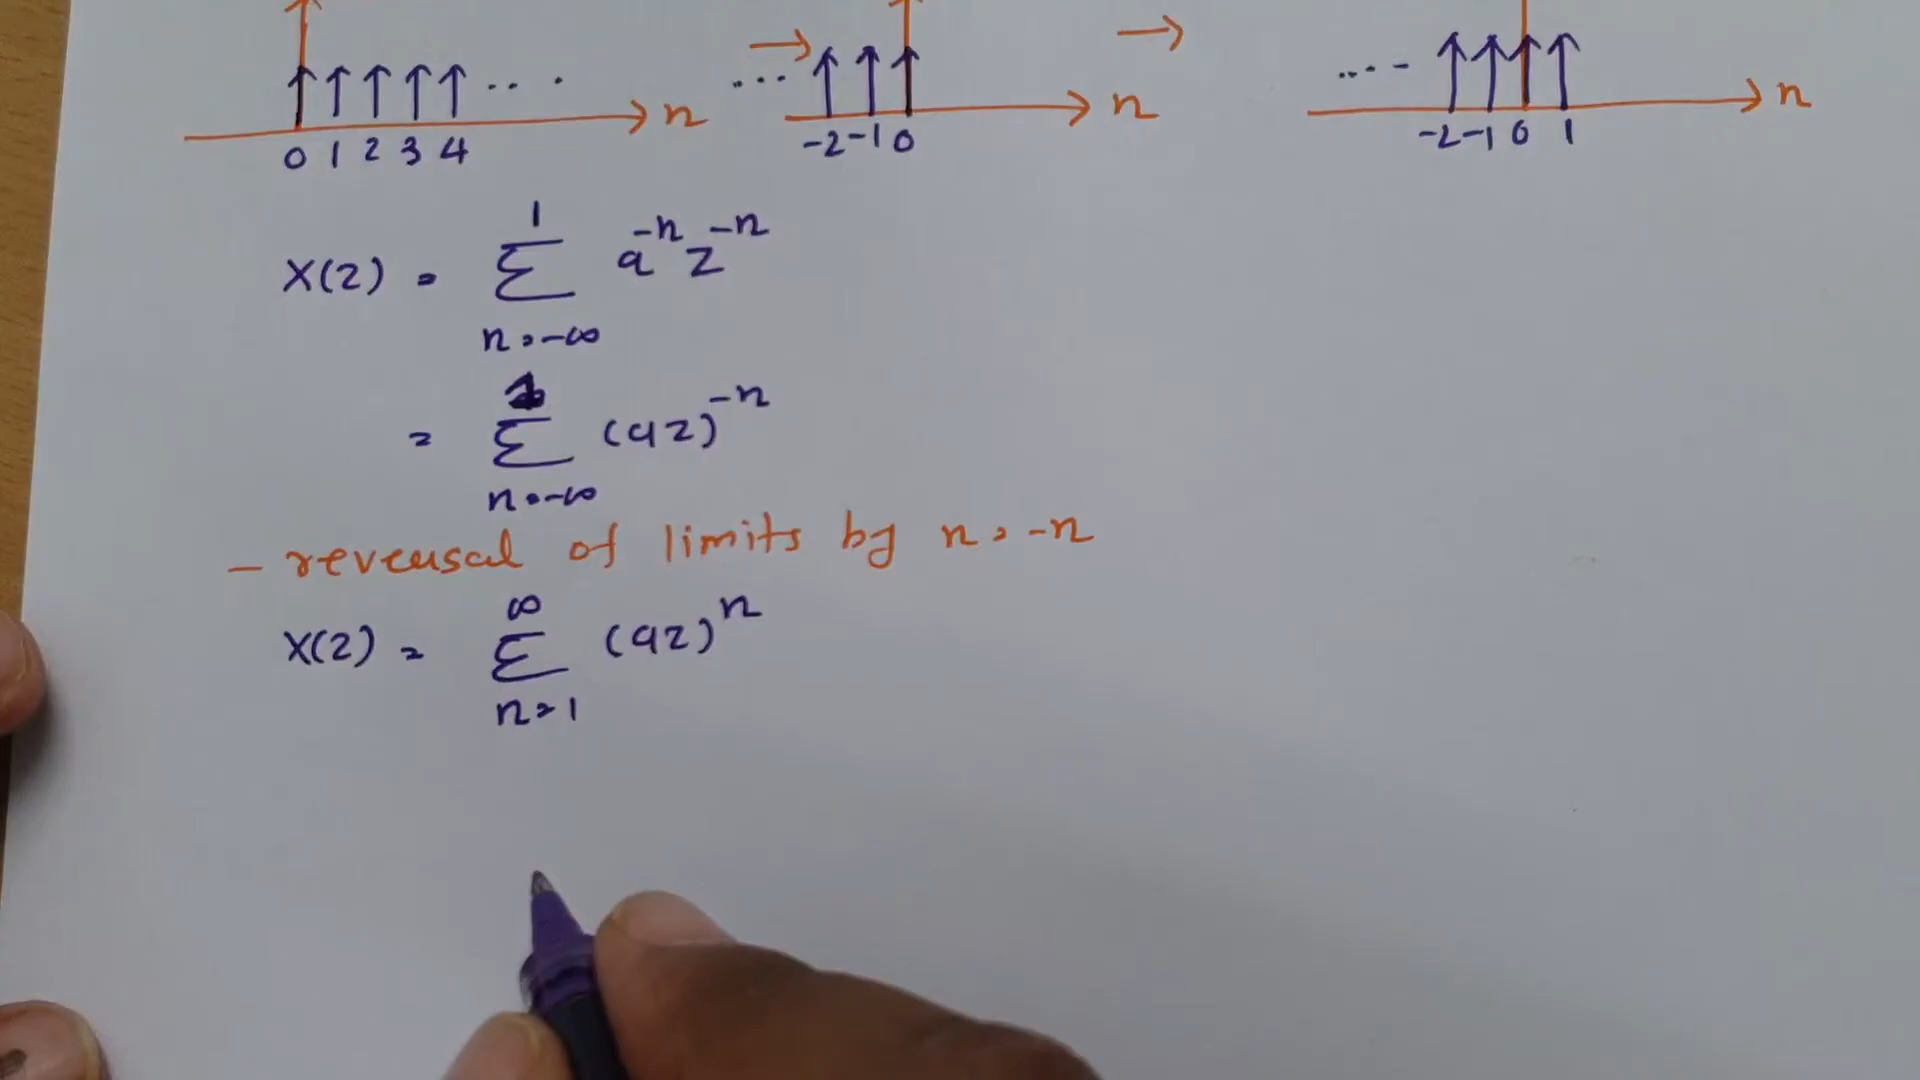 0 1 2 3 4 ... . n
... -2 -1 0 n
.... -2 -1 0 1 n
X(z) = 1 Σ n=-∞ a^-n z^-n
= Σ n=-∞ (az)^-n
- reversal of limits by n = -n
X(z) = ∞ Σ n=1 (az)^n